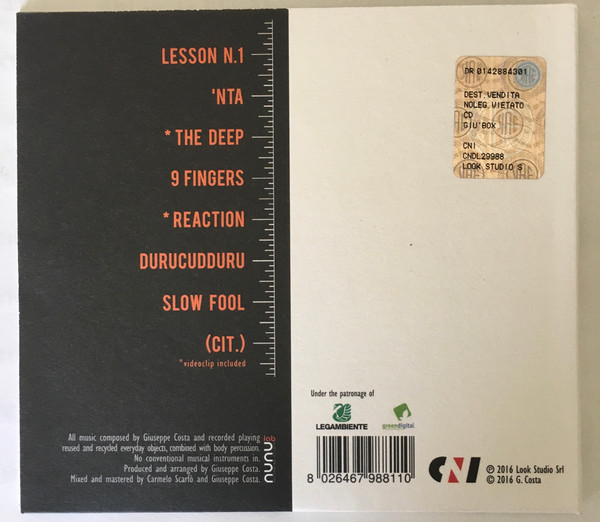 LESSON N.1
'NTA
* THE DEEP
9 FINGERS
* REACTION
DURUCUDDURU
SLOW FOOL
(CIT.)
*videoclip included
All music composed by Giuseppe Costa and recorded playing
reused and recycled everyday objects, combined with body percussions.
No conventional musical instruments in.
Produced and arranged by Giuseppe Costa.
Mixed and mastered by Carmelo Scarfò and Giuseppe Costa.
nunulab
DR 0142884301
DEST.VENDITA
NOLEG.VIETATO
CD
GIU'BOX
CNI
CNDL29988
LOOK STUDIO S
Under the patronage of
LEGAMBIENTE
greendigital
8 026467 988110
CNI
℗ 2016 Look Studio Srl
© 2016 G. Costa